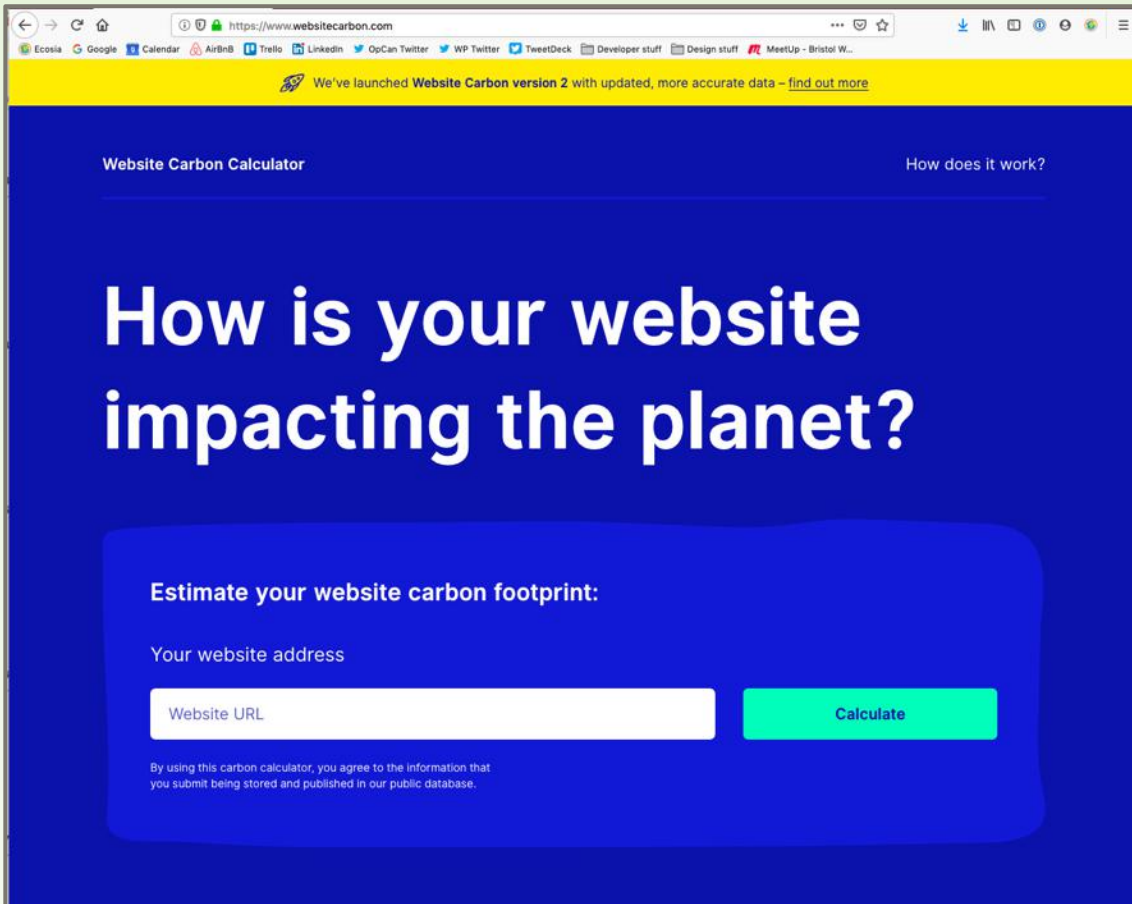 https://www.websitecarbon.com
Ecosia Google Calendar AirBnB Trello LinkedIn OpCan Twitter WP Twitter TweetDeck Developer stuff Design stuff MeetUp - Bristol W...
We've launched Website Carbon version 2 with updated, more accurate data – find out more
Website Carbon Calculator How does it work?
How is your website
impacting the planet?
Estimate your website carbon footprint:
Your website address
Website URL Calculate
By using this carbon calculator, you agree to the information that
you submit being stored and published in our public database.